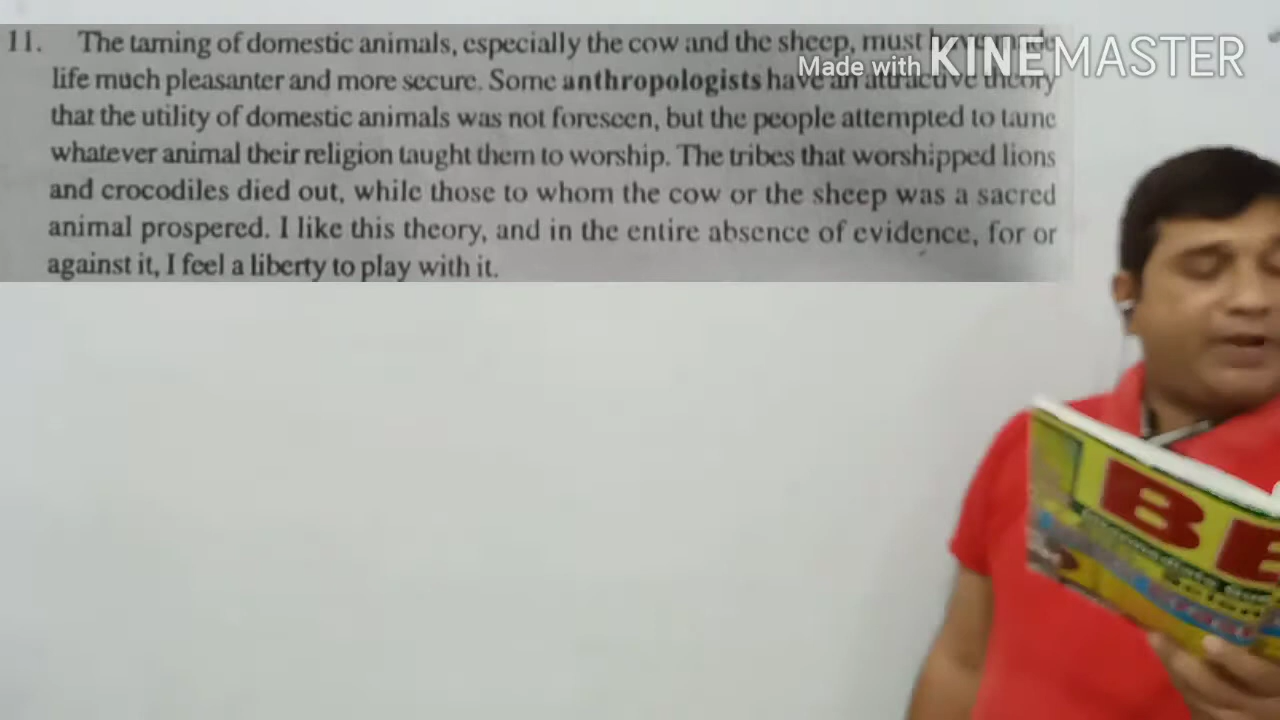 11. The taming of domestic animals, especially the cow and the sheep, must
Made with KINEMASTER
life much pleasanter and more secure. Some anthropologists have an attractive theory
that the utility of domestic animals was not foreseen, but the people attempted to tame
whatever animal their religion taught them to worship. The tribes that worshipped lions
and crocodiles died out, while those to whom the cow or the sheep was a sacred
animal prospered. I like this theory, and in the entire absence of evidence, for or
against it, I feel a liberty to play with it.
B